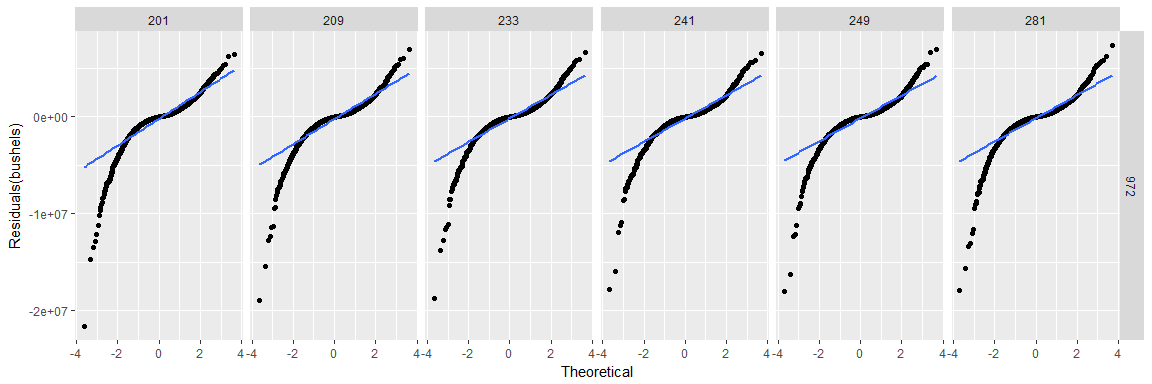 201 209 233 241 249 281
972
Residuals(bushels)
0e+00
-1e+07
-2e+07
-4 -2 0 2 4 -4 -2 0 2 4 -4 -2 0 2 4 -4 -2 0 2 4 -4 -2 0 2 4 -4 -2 0 2 4
Theoretical